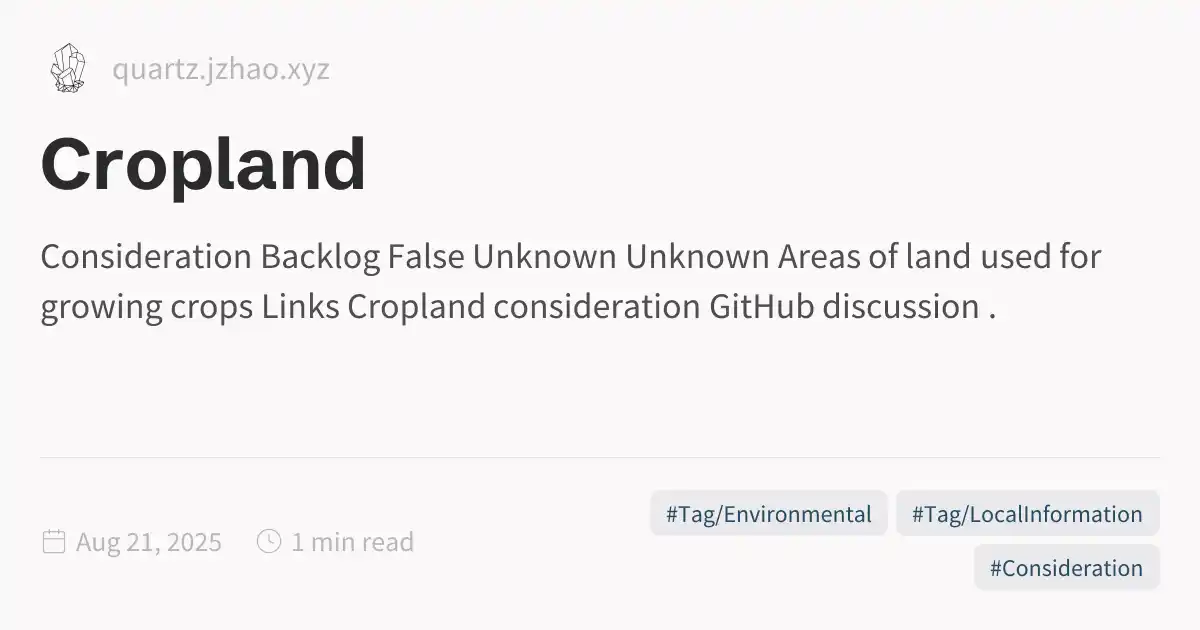 quartz.jzhao.xyz
Cropland
Consideration Backlog False Unknown Unknown Areas of land used for
growing crops Links Cropland consideration GitHub discussion .
#Tag/Environmental #Tag/LocalInformation
Aug 21, 2025 1 min read
#Consideration